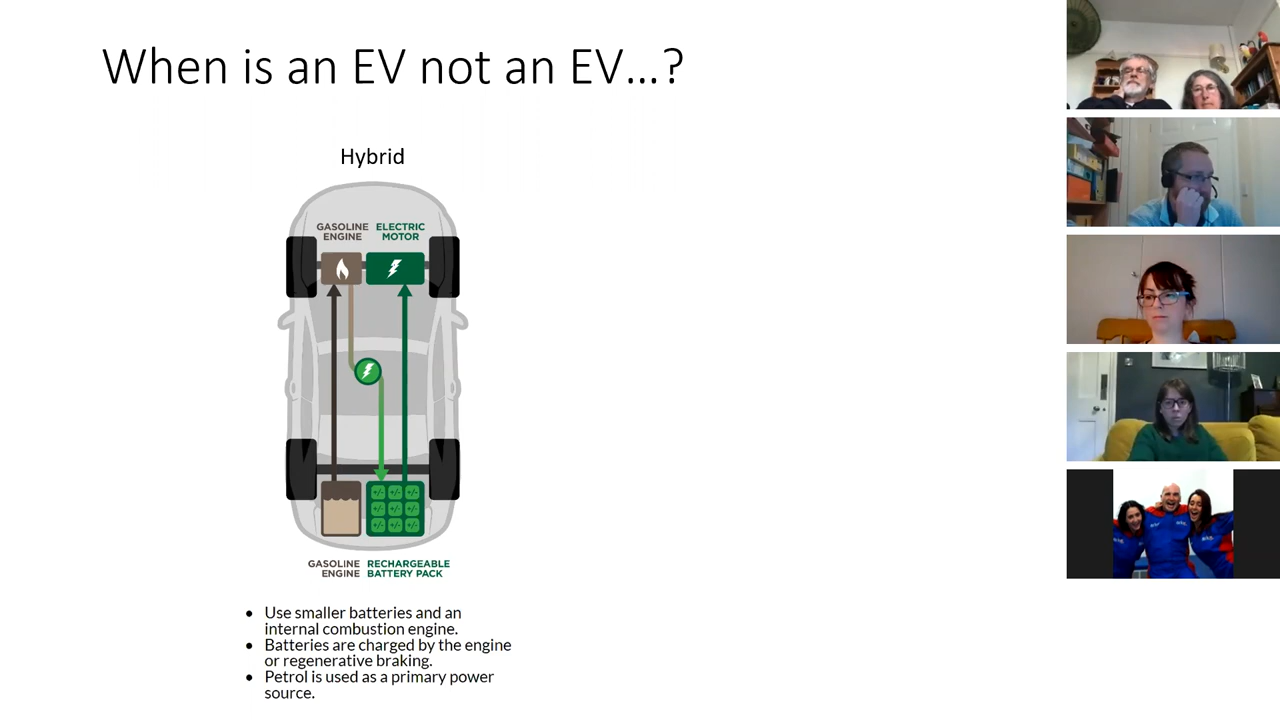 When is an EV not an EV...?
Hybrid
GASOLINE ENGINE
ELECTRIC MOTOR
GASOLINE ENGINE
RECHARGEABLE BATTERY PACK
• Use smaller batteries and an
internal combustion engine.
• Batteries are charged by the engine
or regenerative braking.
• Petrol is used as a primary power
source.